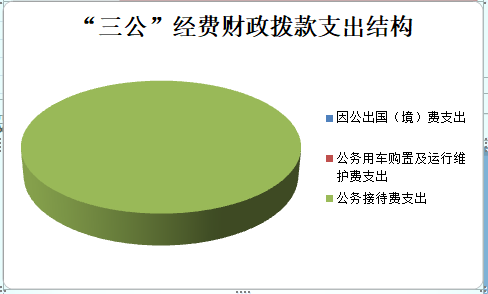 “三公”经费财政拨款支出结构
因公出国（境）费支出
公务用车购置及运行维
护费支出
公务接待费支出